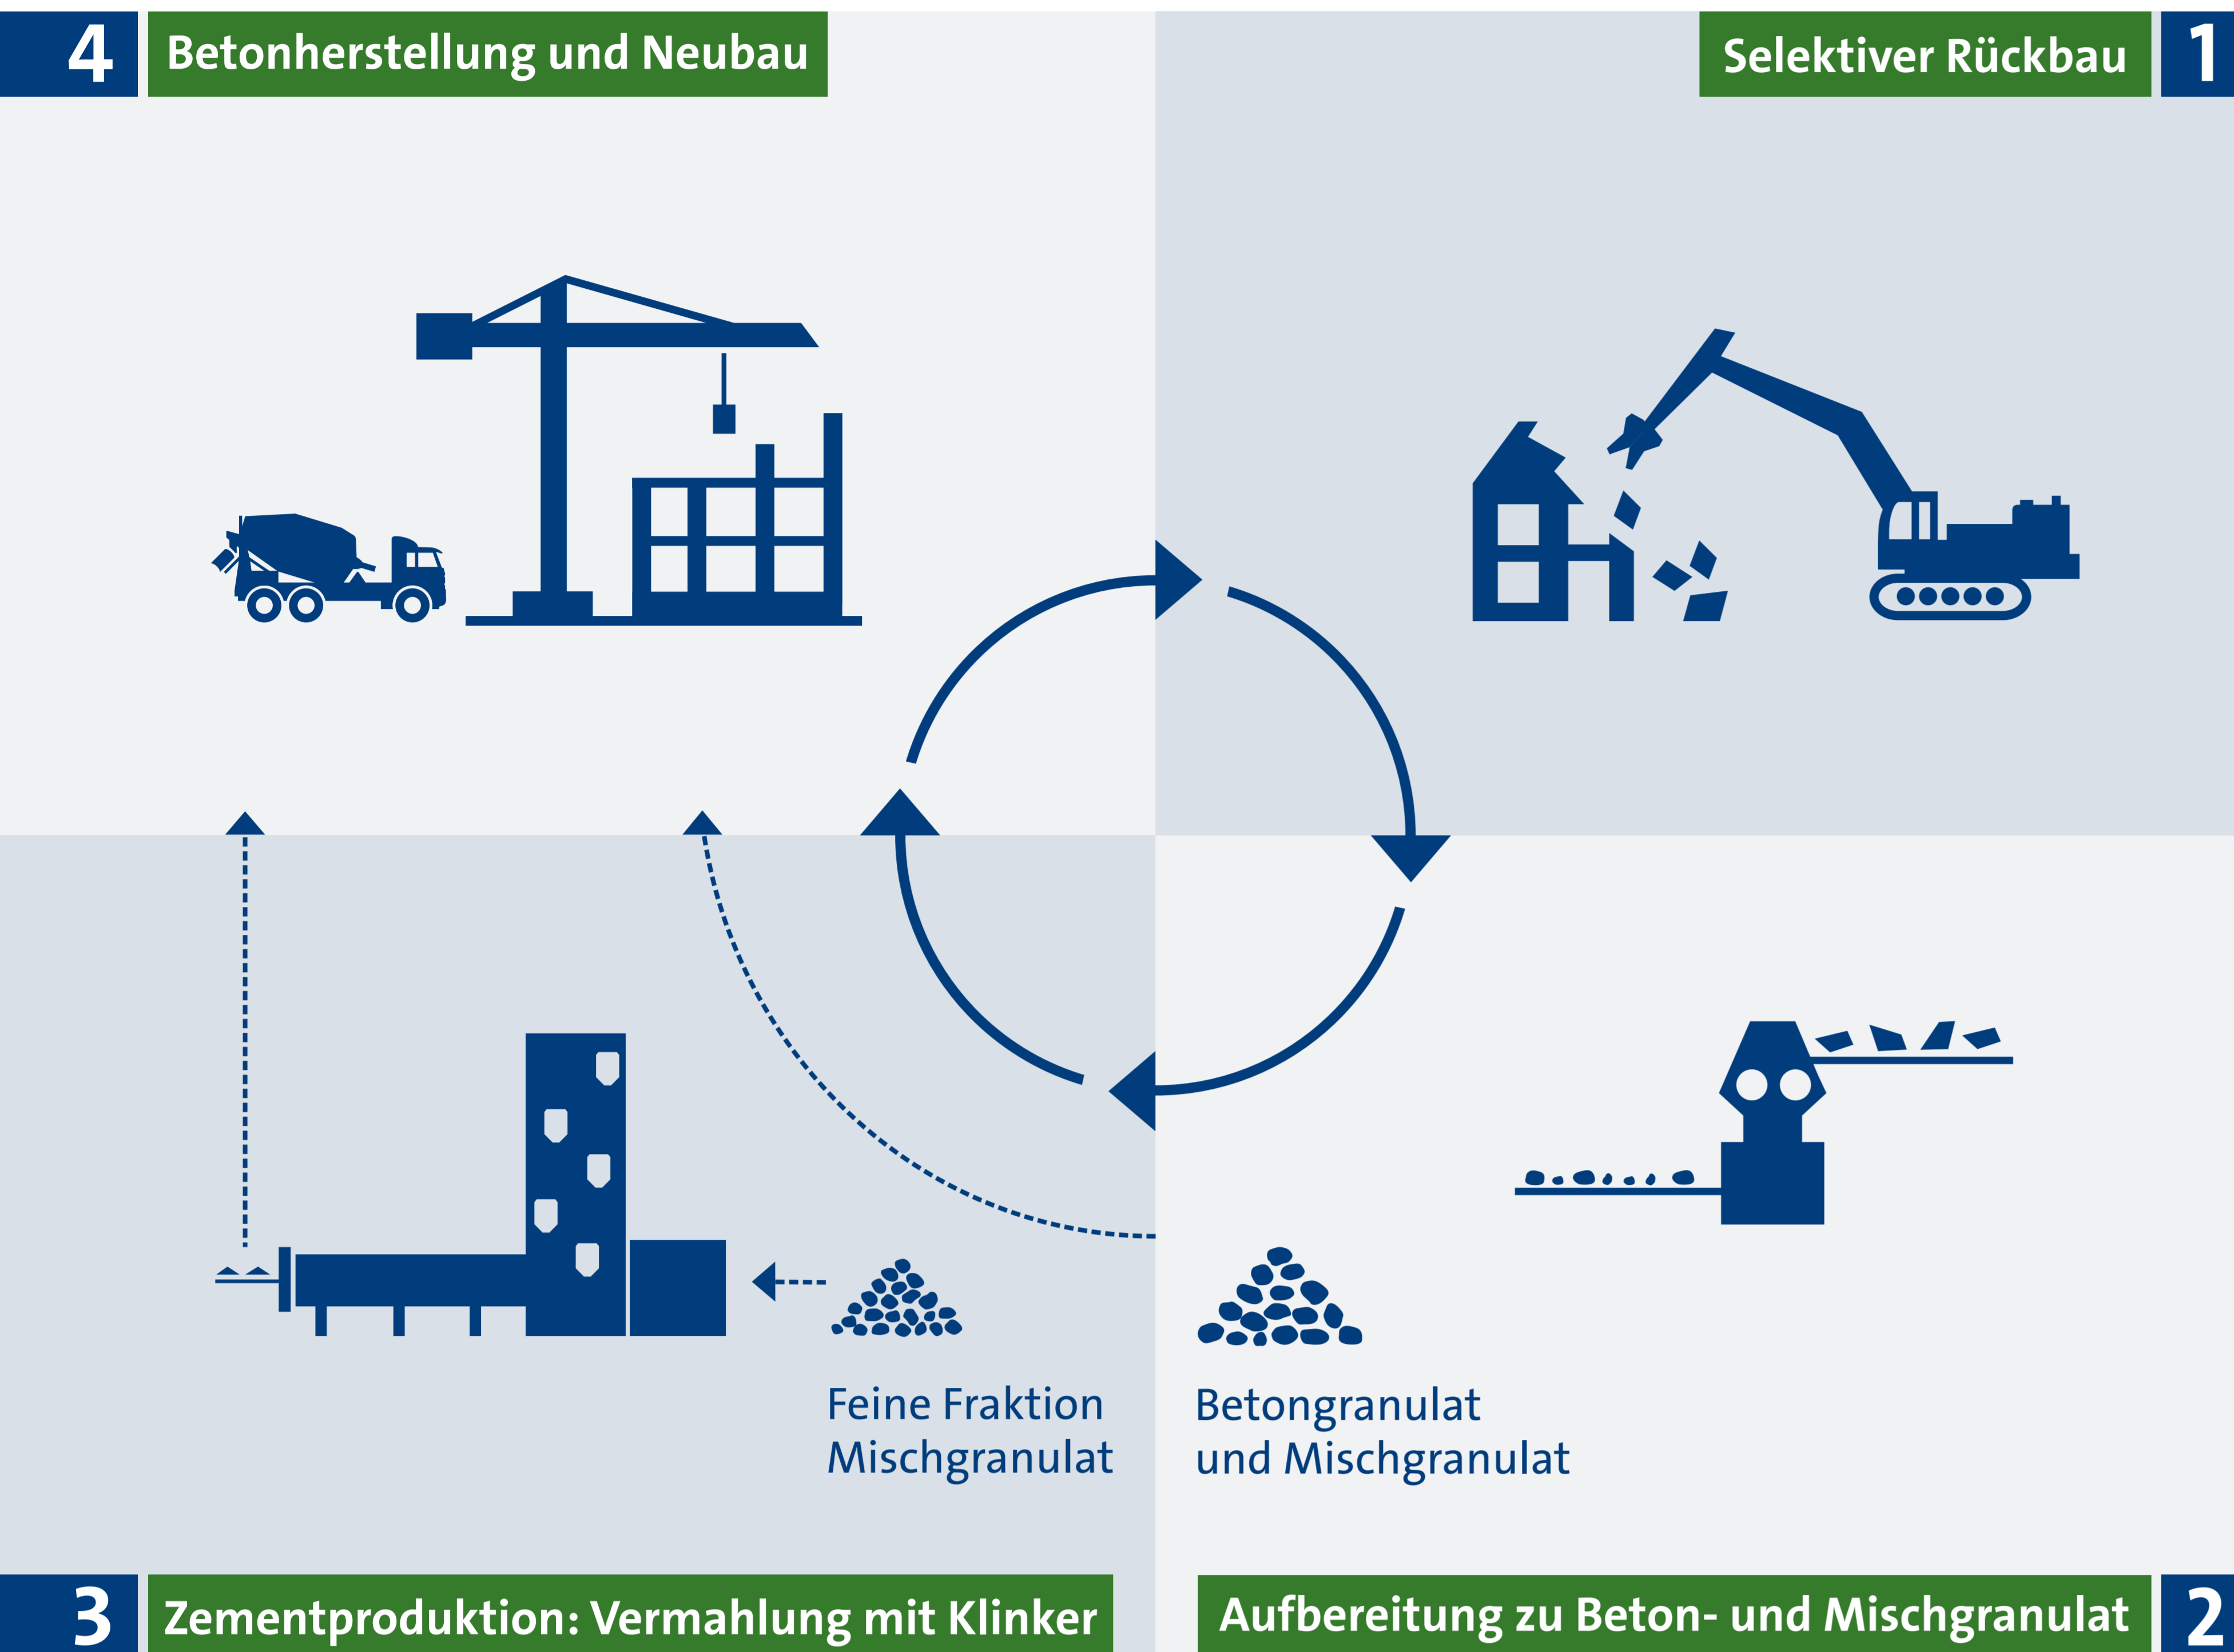 4 Betonherstellung und Neubau
Selektiver Rückbau 1
Feine Fraktion
Mischgranulat
Betongranulat
und Mischgranulat
3 Zementproduktion: Vermahlung mit Klinker
Aufbereitung zu Beton- und Mischgranulat 2